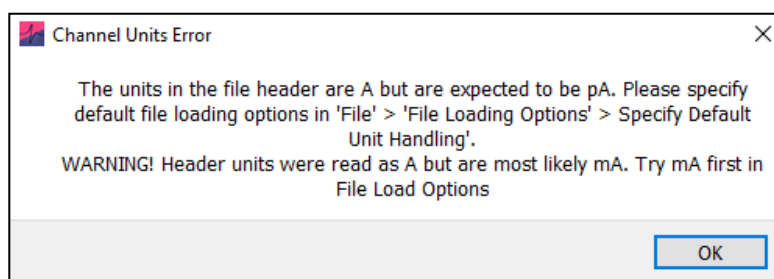 Channel Units Error
The units in the file header are A but are expected to be pA. Please specify
default file loading options in 'File' > 'File Loading Options' > Specify Default
Unit Handling'.
WARNING! Header units were read as A but are most likely mA. Try mA first in
File Load Options
OK